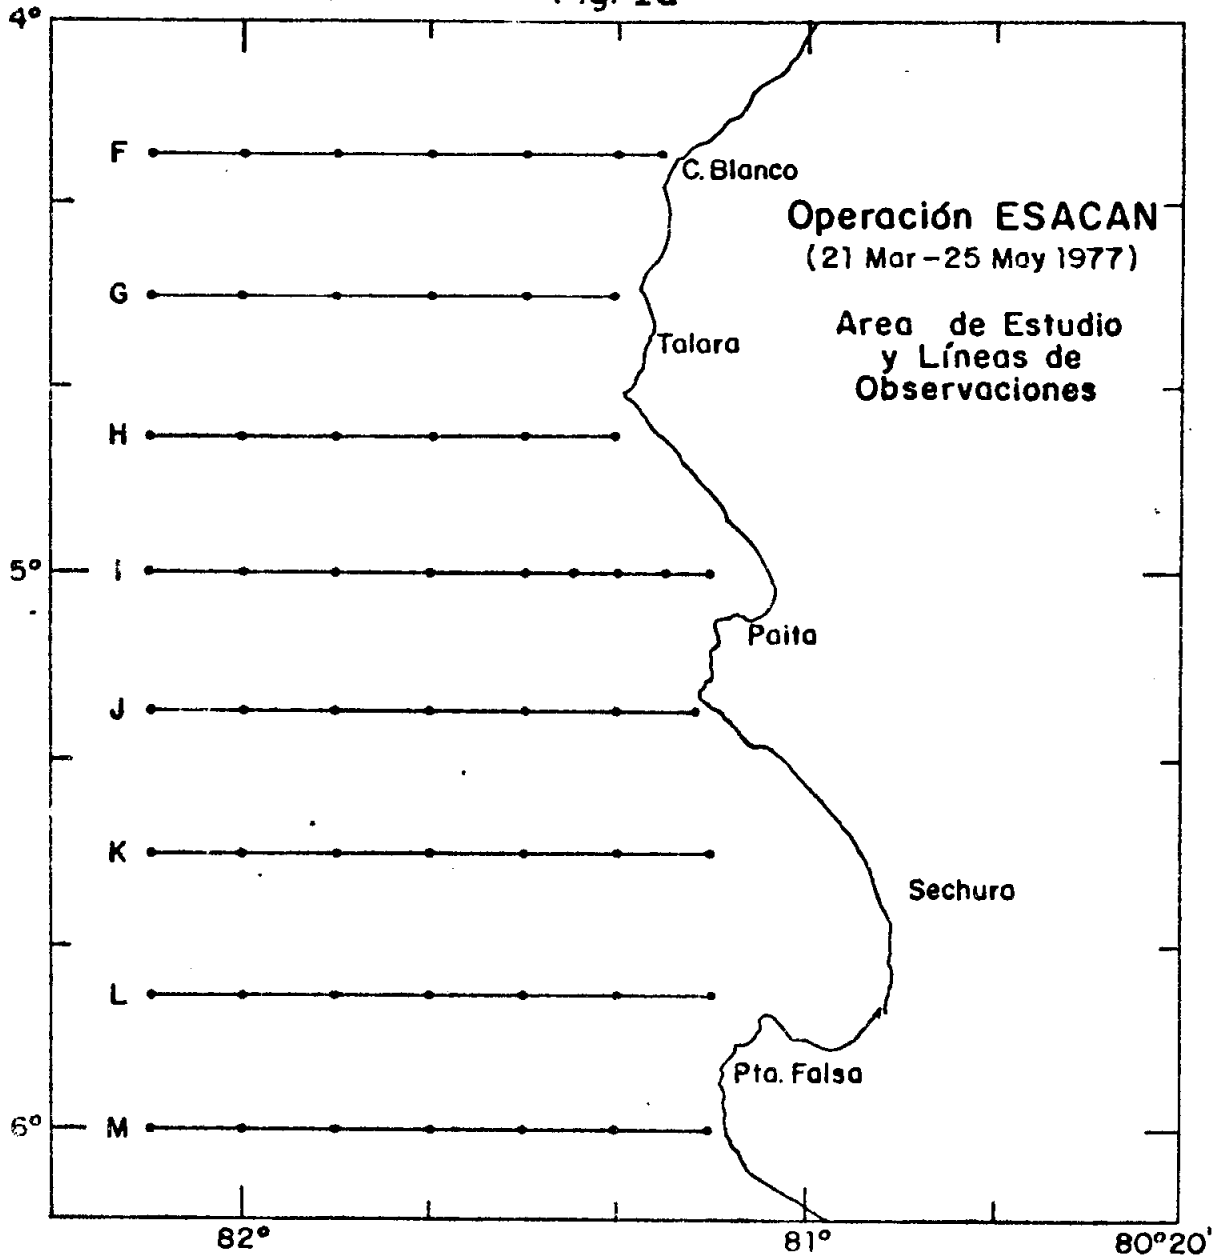 4°
F
C. Blanco
Operación ESACAN
(21 Mar-25 May 1977)
G
Area de Estudio
y Líneas de
Observaciones
Talara
H
5°
I
Paita
J
K
Sechura
L
Pta. Falsa
6°
M
82°
81°
80°20'